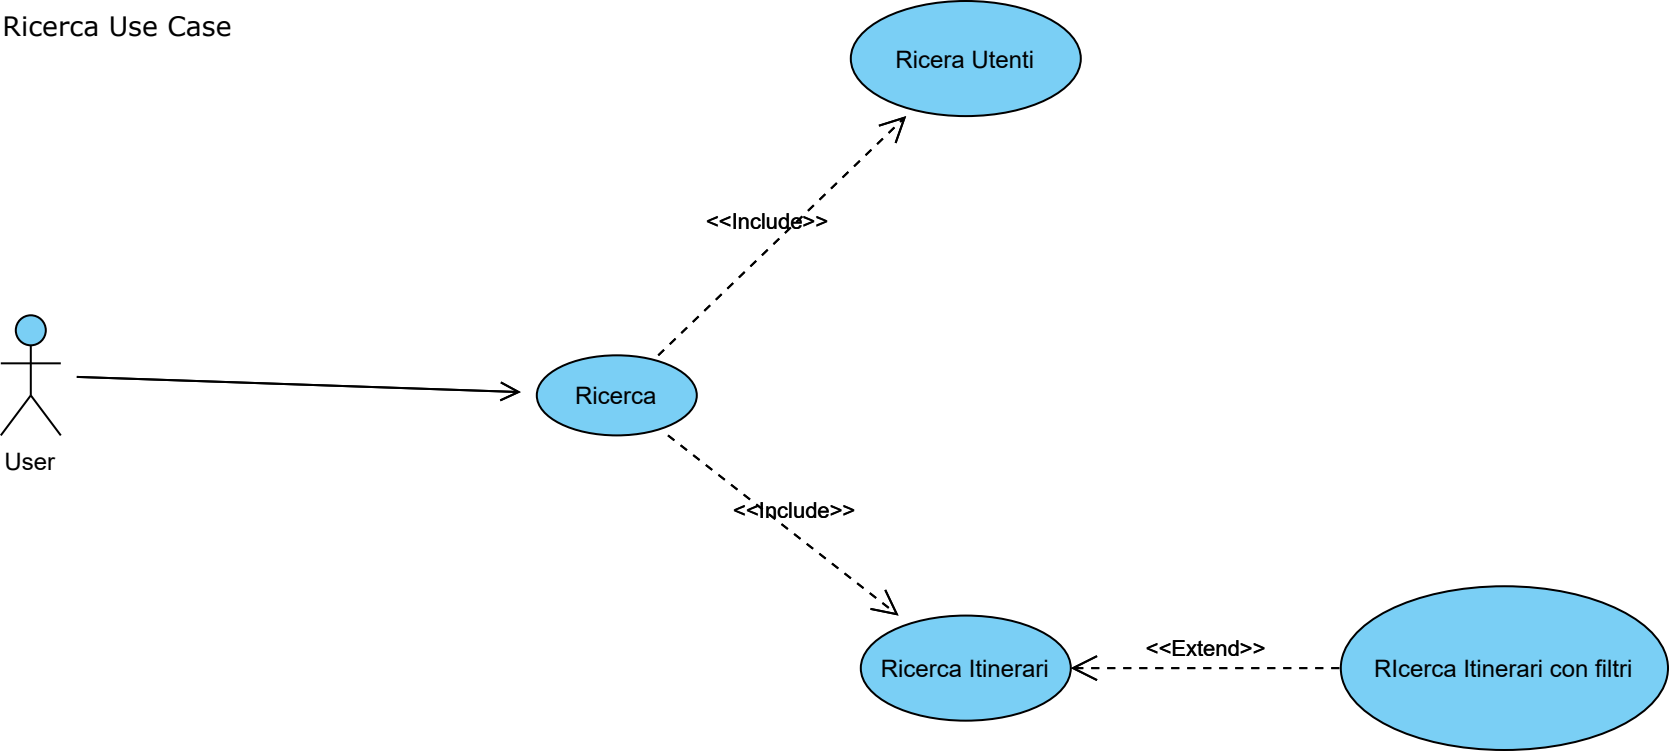 Ricerca Use Case
Ricera Utenti
<<Include>>
Ricerca
User
<<Include>>
Ricerca Itinerari
<<Extend>>
RIcerca Itinerari con filtri